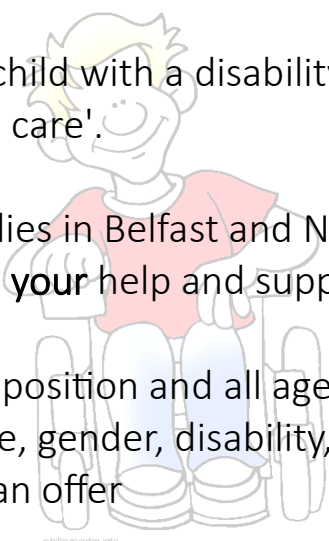 child with a disability
care'.
lies in Belfast and N
your help and supp
position and all age
e, gender, disability,
an offer